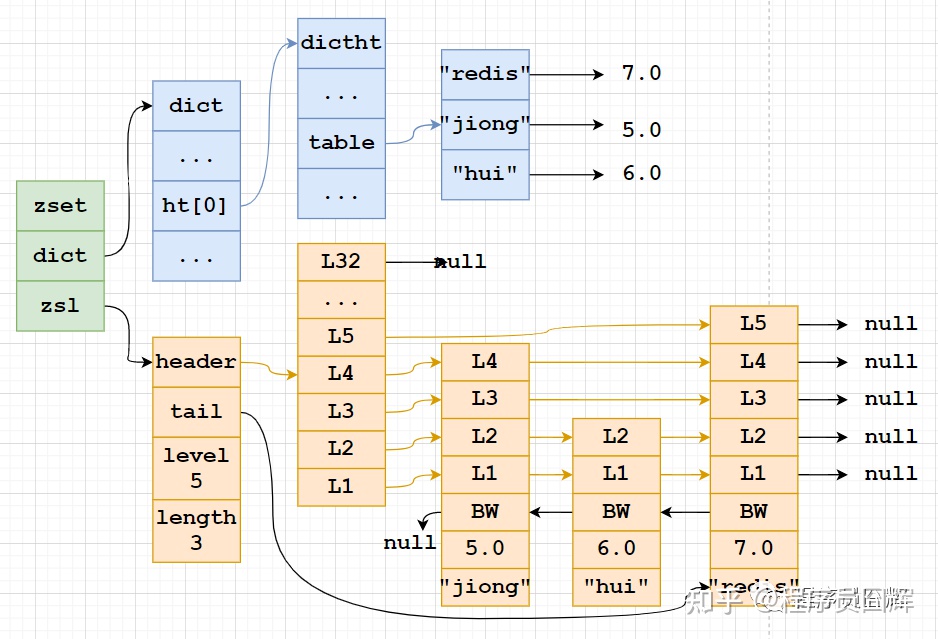 zset
dict
zsl
dict
...
ht[0]
...
dictht
...
table
...
"redis"
7.0
"jiong"
5.0
"hui"
6.0
header
tail
level
5
length
3
L32
null
...
L5
L4
L3
L2
L1
L4
L3
L2
L1
BW
null
5.0
"jiong"
L2
L1
BW
6.0
"hui"
L5
null
L4
null
L3
null
L2
null
L1
null
BW
7.0
"redis"
知乎 @程序员囧辉